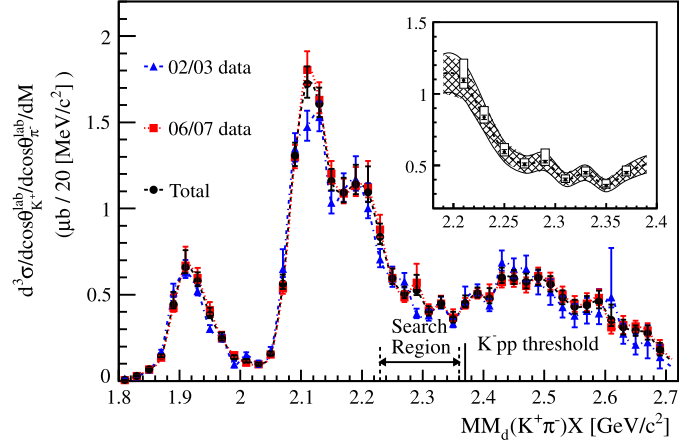 d³σ/dcosθ^lab_K⁺/dcosθ^lab_π⁻/dM
(μb / 20 [MeV/c²])
2
1.5
1
0.5
0
02/03 data
06/07 data
Total
1.5
1
0.5
2.2 2.25 2.3 2.35 2.4
Search
Region
K⁻pp threshold
1.8 1.9 2 2.1 2.2 2.3 2.4 2.5 2.6 2.7
MM_d(K⁺π⁻)X [GeV/c²]